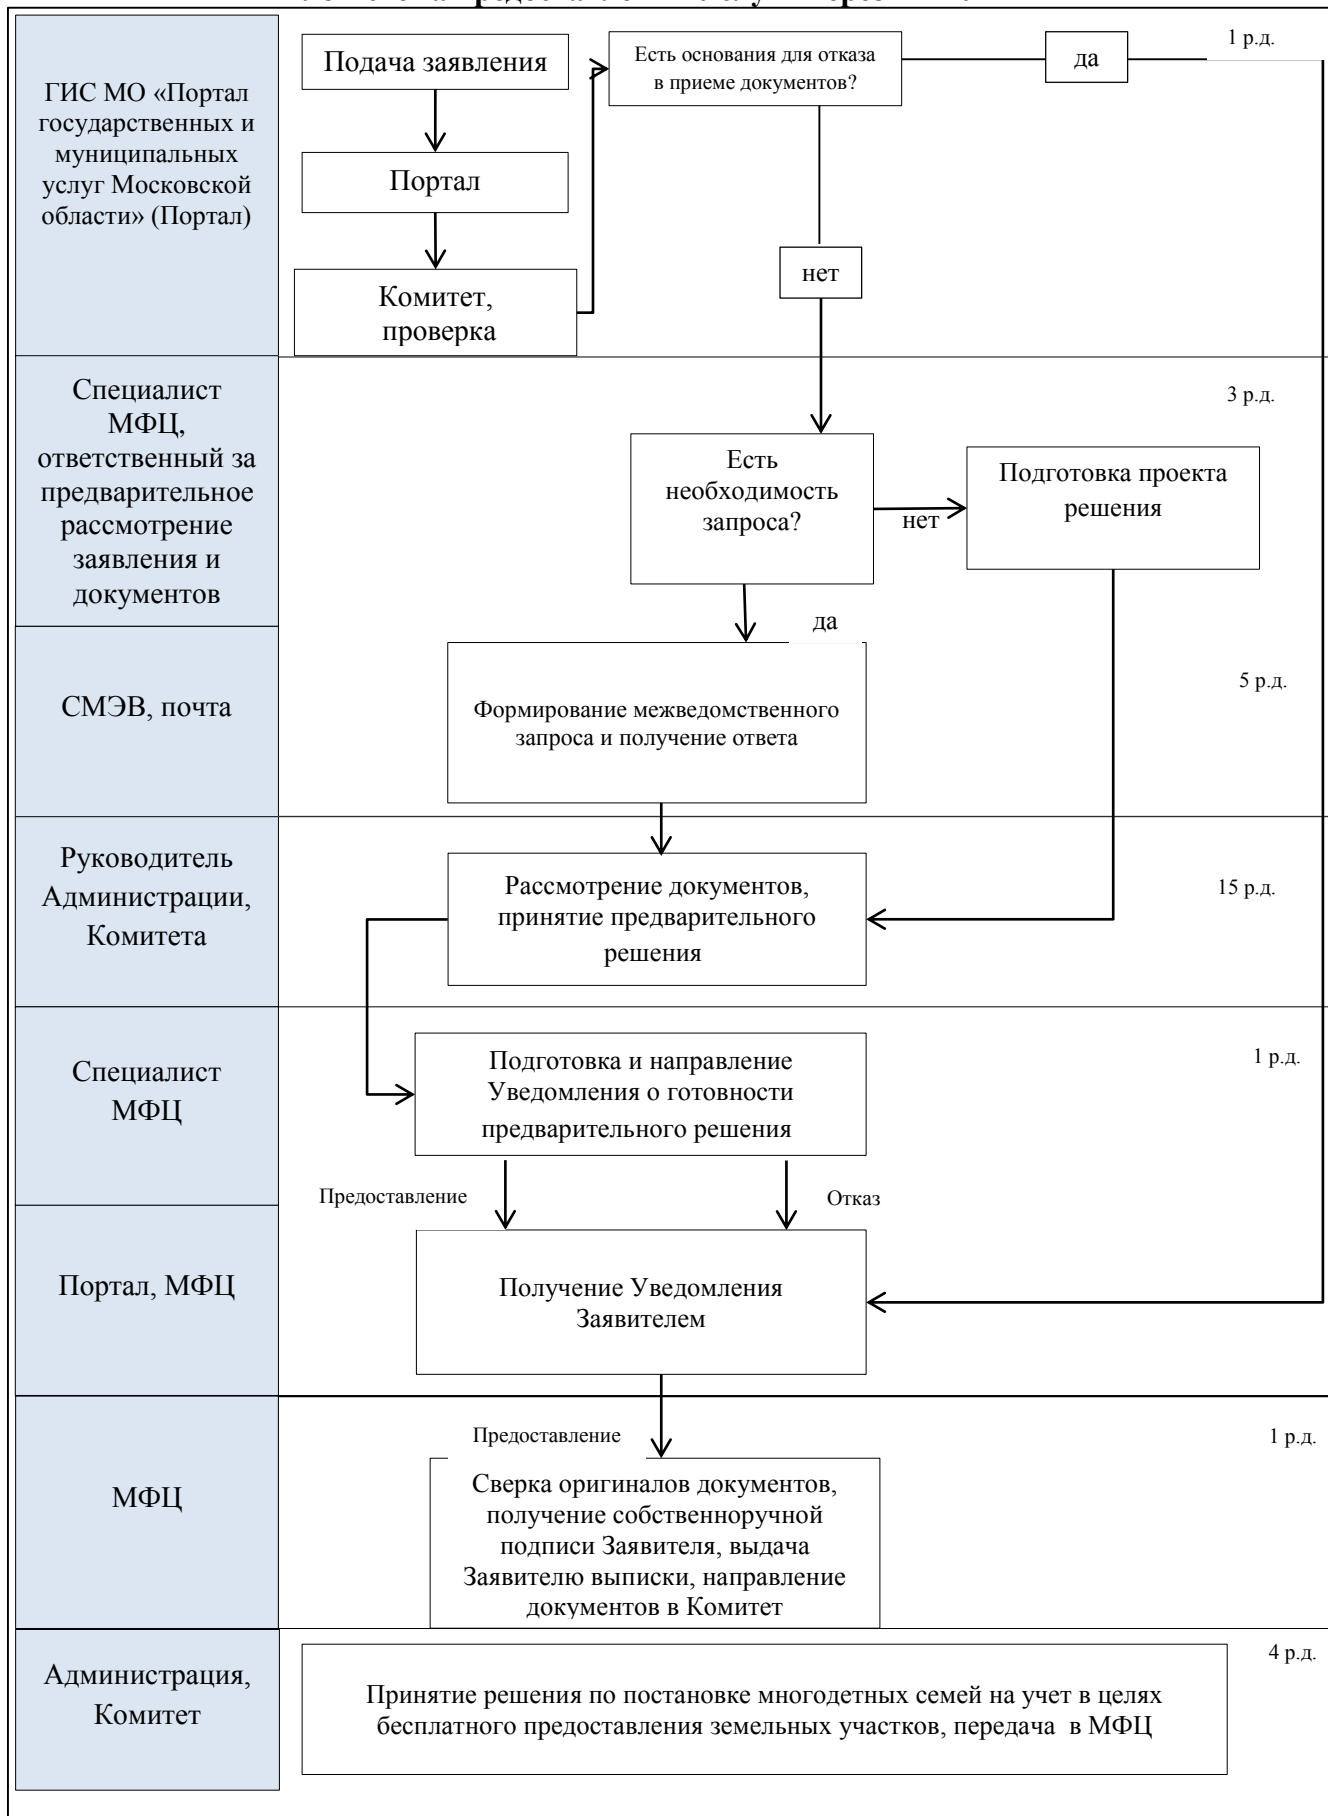 ГИС МО «Портал
государственных и
муниципальных
услуг Московской
области» (Портал)
Подача заявления
Портал
Комитет,
проверка
Есть основания для отказа
в приеме документов?
да
1 р.д.
нет
Специалист
МФЦ,
ответственный за
предварительное
рассмотрение
заявления и
документов
3 р.д.
Есть
необходимость
запроса?
нет
Подготовка проекта
решения
да
СМЭВ, почта
5 р.д.
Формирование межведомственного
запроса и получение ответа
Руководитель
Администрации,
Комитета
Рассмотрение документов,
принятие предварительного
решения
15 р.д.
Специалист
МФЦ
Подготовка и направление
Уведомления о готовности
предварительного решения
1 р.д.
Предоставление
Отказ
Портал, МФЦ
Получение Уведомления
Заявителем
МФЦ
Предоставление
1 р.д.
Сверка оригиналов документов,
получение собственноручной
подписи Заявителя, выдача
Заявителю выписки, направление
документов в Комитет
Администрация,
Комитет
4 р.д.
Принятие решения по постановке многодетных семей на учет в целях
бесплатного предоставления земельных участков, передача в МФЦ